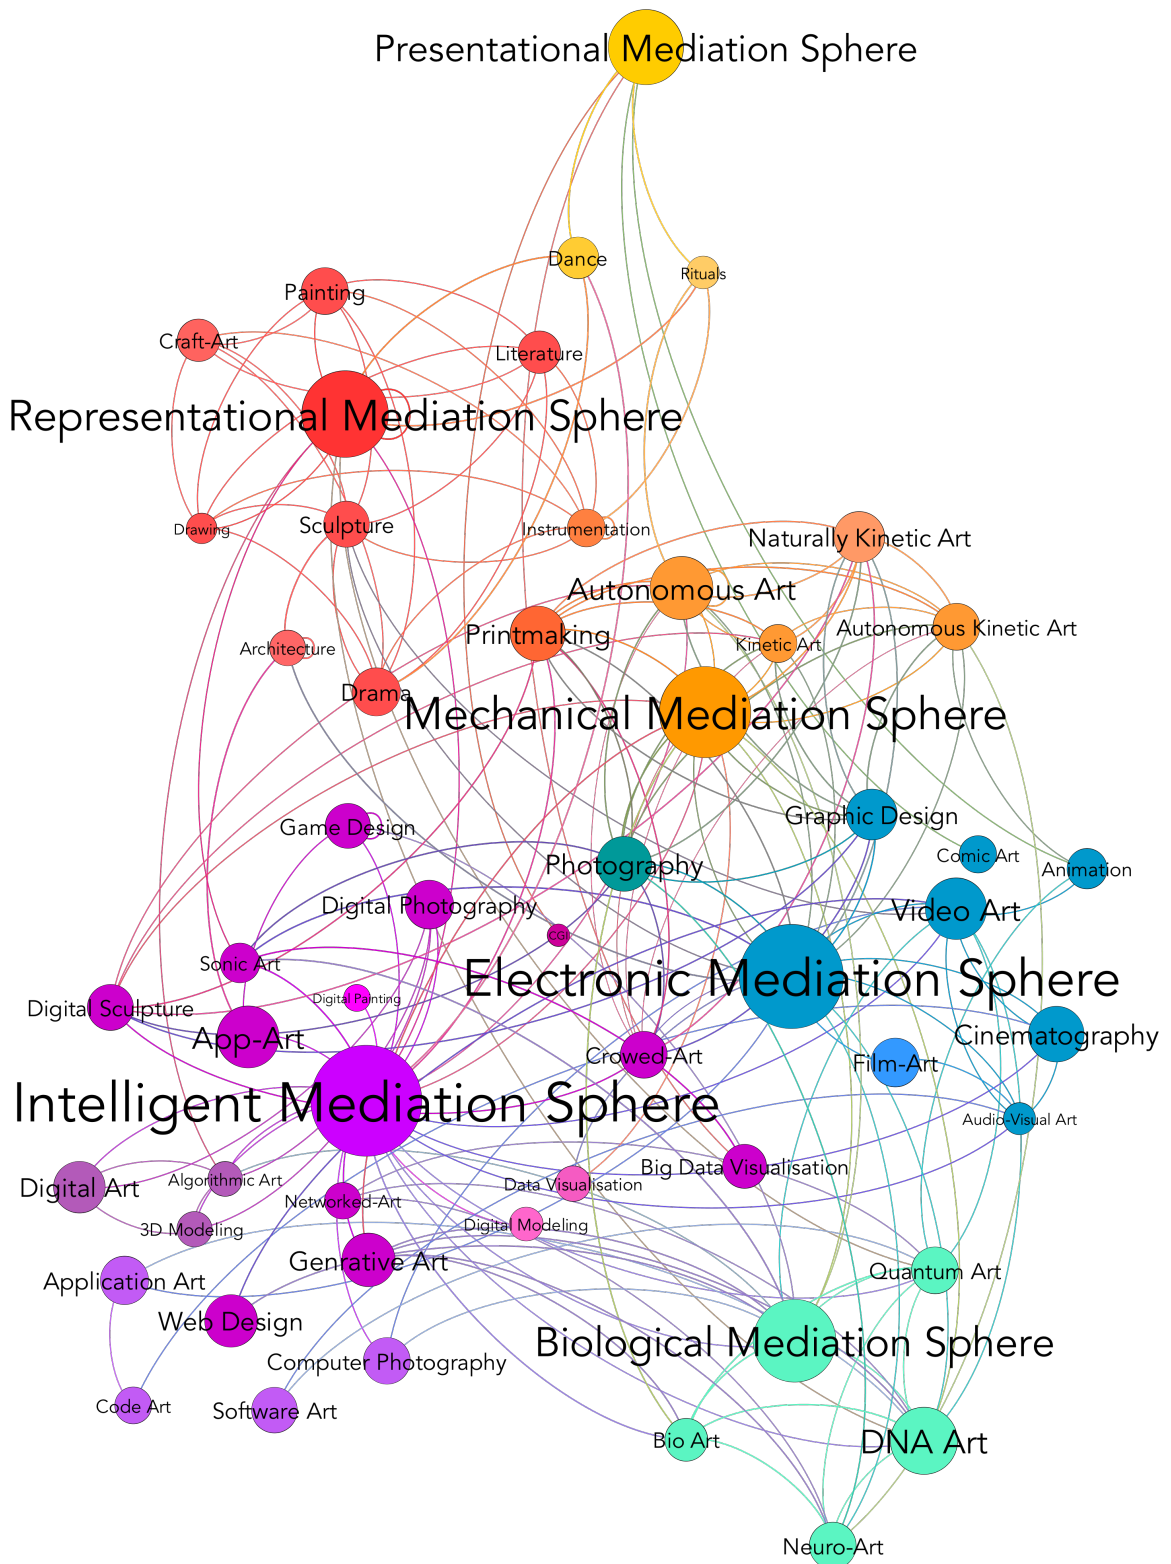 Presentational Mediation Sphere
Dance
Rituals
Painting
Craft-Art
Literature
Representational Mediation Sphere
Drawing
Sculpture
Instrumentation
Naturally Kinetic Art
Autonomous Art
Printmaking
Autonomous Kinetic Art
Kinetic Art
Architecture
Drama
Mechanical Mediation Sphere
Game Design
Graphic Design
Photography
Comic Art
Animation
Digital Photography
Video Art
CGI
Sonic Art
Electronic Mediation Sphere
Digital Painting
Digital Sculpture
App-Art
Cinematography
Crowed-Art
Film-Art
Intelligent Mediation Sphere
Audio-Visual Art
Big Data Visualisation
Algorithmic Art
Digital Art
Data Visualisation
Networked-Art
Digital Modeling
3D Modeling
Genrative Art
Quantum Art
Application Art
Web Design
Biological Mediation Sphere
Computer Photography
Code Art
Software Art
Bio Art
DNA Art
Neuro-Art